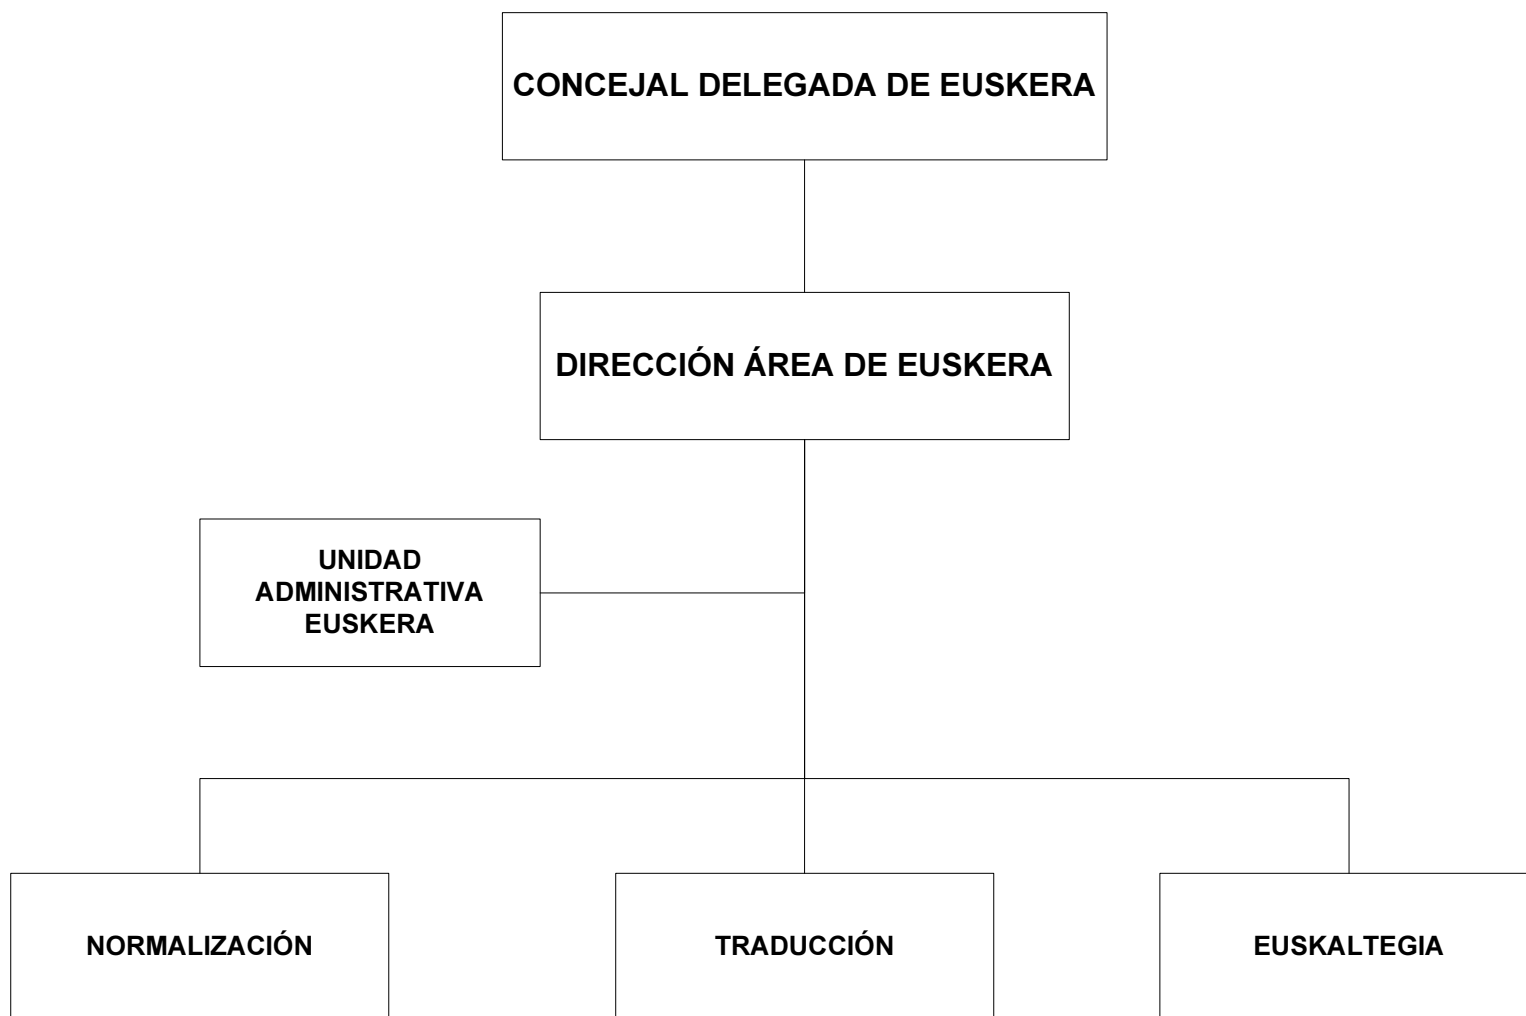 CONCEJAL DELEGADA DE EUSKERA
DIRECCIÓN ÁREA DE EUSKERA
UNIDAD
ADMINISTRATIVA
EUSKERA
NORMALIZACIÓN
TRADUCCIÓN
EUSKALTEGIA